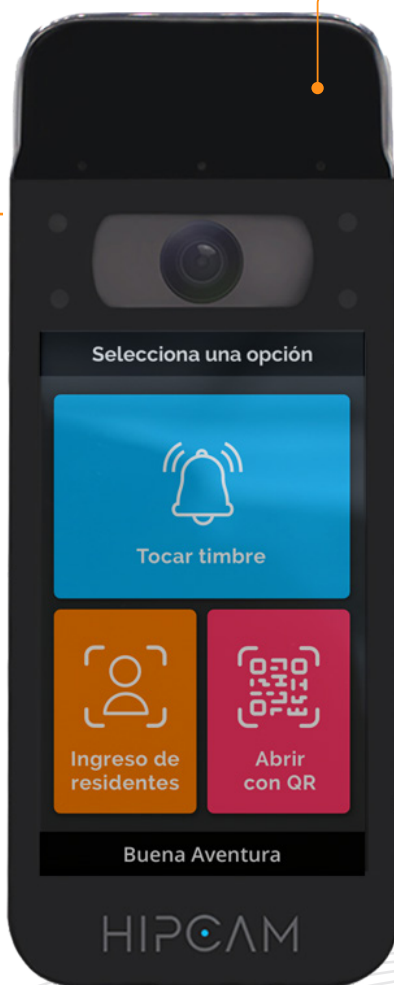 Selecciona una opción
Tocar timbre
Ingreso de
residentes
Abrir
con QR
Buena Aventura
HIPCAM